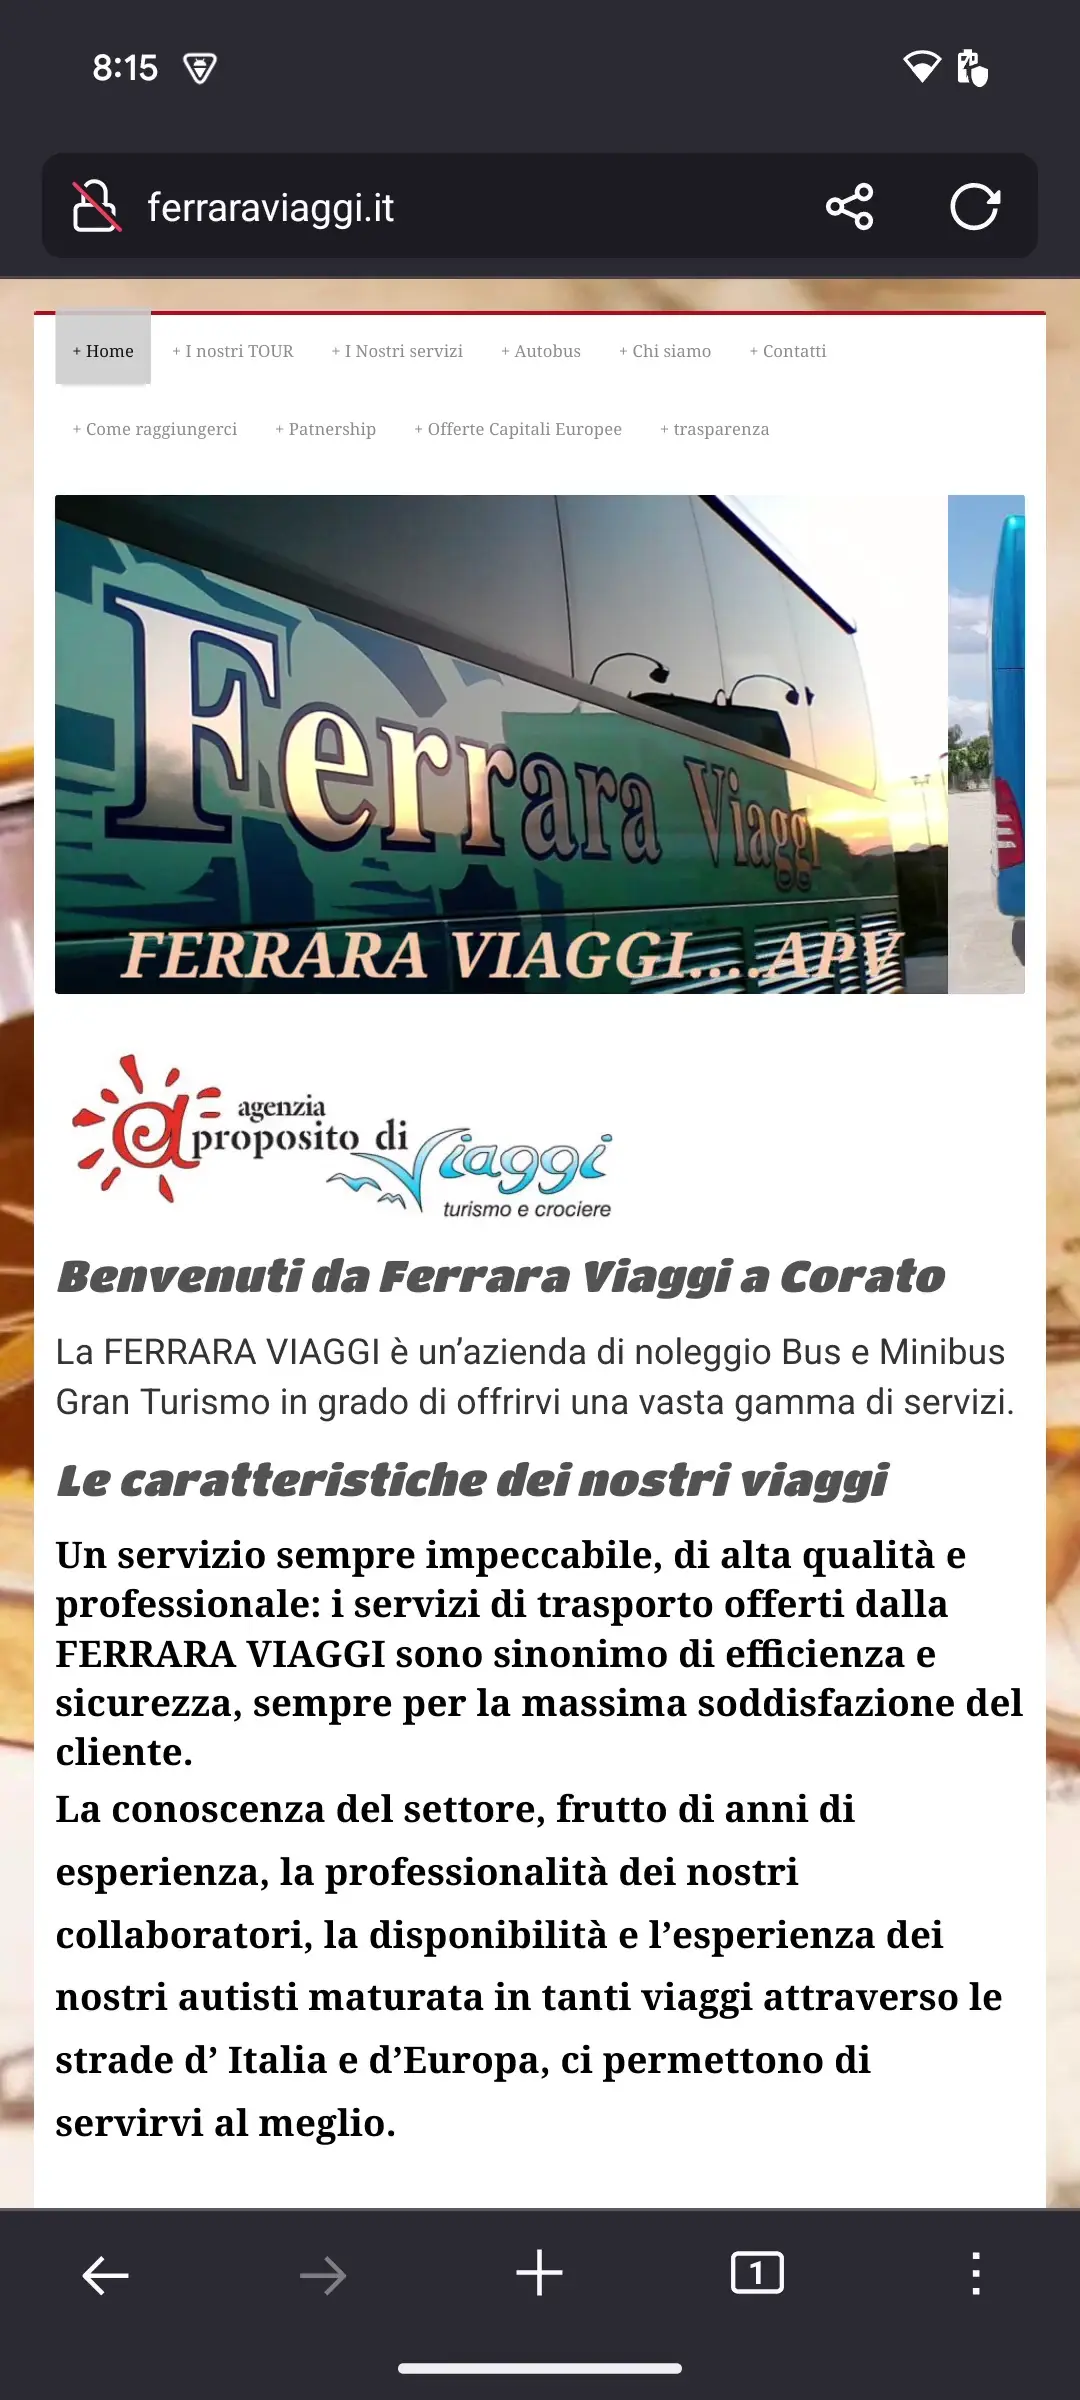 8:15
ferraraviaggi.it
+ Home + I nostri TOUR + I Nostri servizi + Autobus + Chi siamo + Contatti
+ Come raggiungerci + Patnership + Offerte Capitali Europee + trasparenza
Ferrara Viaggi
FERRARA VIAGGI....APV
agenzia
a proposito di Viaggi
turismo e crociere
Benvenuti da Ferrara Viaggi a Corato
La FERRARA VIAGGI è un’azienda di noleggio Bus e Minibus
Gran Turismo in grado di offrirvi una vasta gamma di servizi.
Le caratteristiche dei nostri viaggi
Un servizio sempre impeccabile, di alta qualità e
professionale: i servizi di trasporto offerti dalla
FERRARA VIAGGI sono sinonimo di efficienza e
sicurezza, sempre per la massima soddisfazione del
cliente.
La conoscenza del settore, frutto di anni di
esperienza, la professionalità dei nostri
collaboratori, la disponibilità e l’esperienza dei
nostri autisti maturata in tanti viaggi attraverso le
strade d’ Italia e d’Europa, ci permettono di
servirvi al meglio.
1